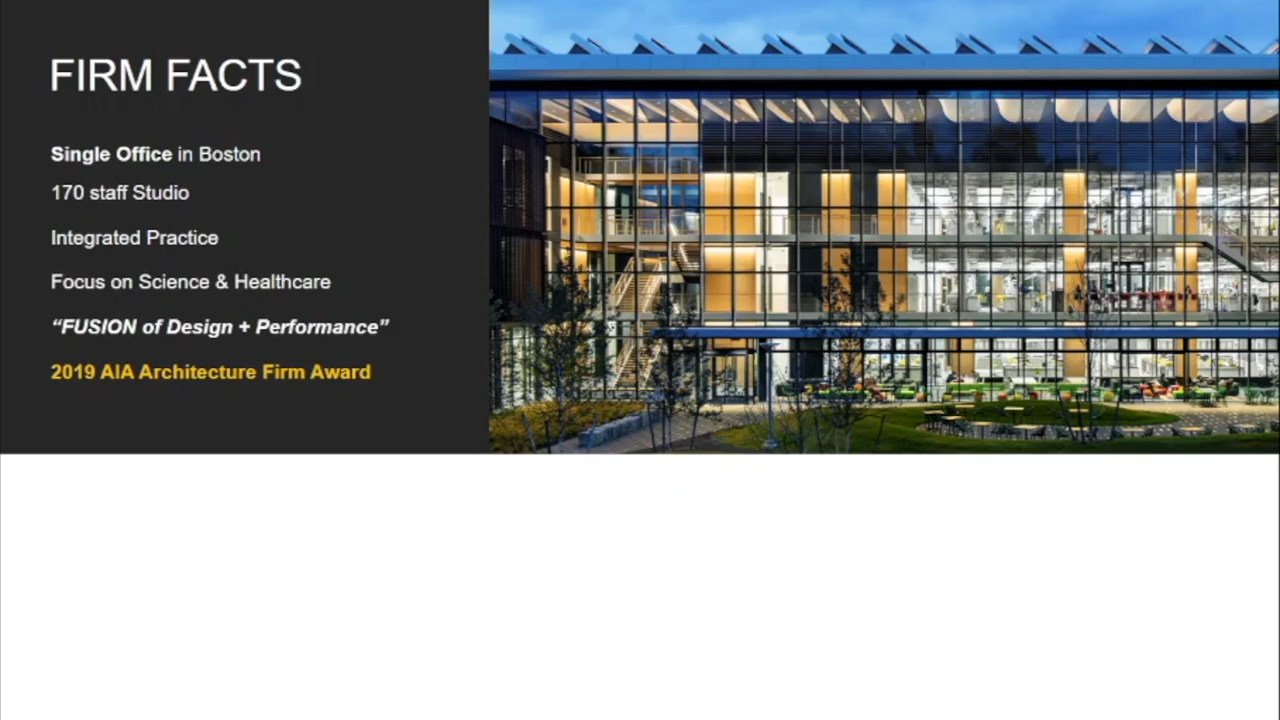 FIRM FACTS
Single Office in Boston
170 staff Studio
Integrated Practice
Focus on Science & Healthcare
“FUSION of Design + Performance”
2019 AIA Architecture Firm Award